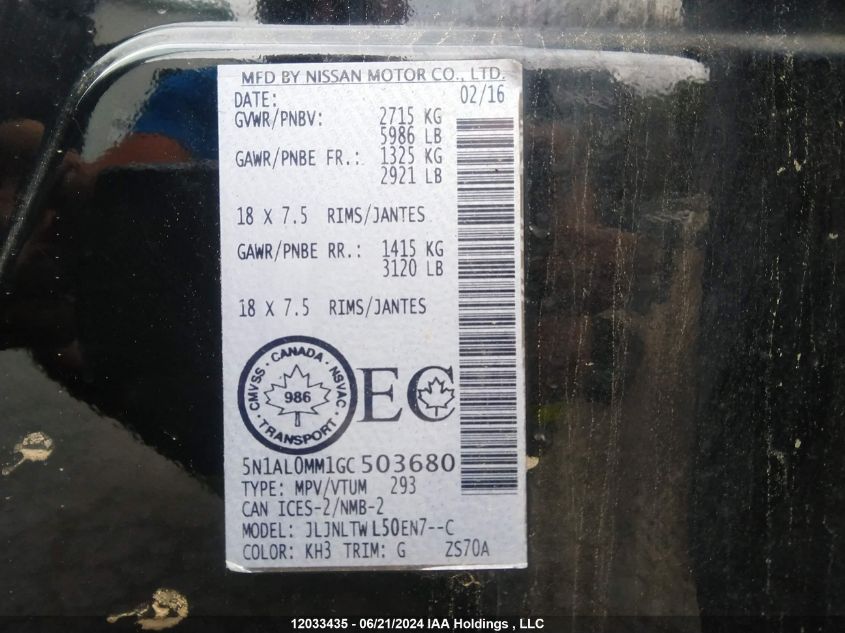 MFD BY NISSAN MOTOR CO., LTD.
DATE: 02/16
GVWR/PNBV: 2715 KG
5986 LB
GAWR/PNBE FR.: 1325 KG
2921 LB
18 X 7.5 RIMS/JANTES
GAWR/PNBE RR.: 1415 KG
3120 LB
18 X 7.5 RIMS/JANTES
CMVSS · CANADA · NSVAC · TRANSPORT ·
986
EC
5N1AL0MM1GC503680
TYPE: MPV/VTUM 293
CAN ICES-2/NMB-2
MODEL: JLJNLTWL50EN7--C
COLOR: KH3 TRIM: G ZS70A
12033435 - 06/21/2024 IAA Holdings , LLC